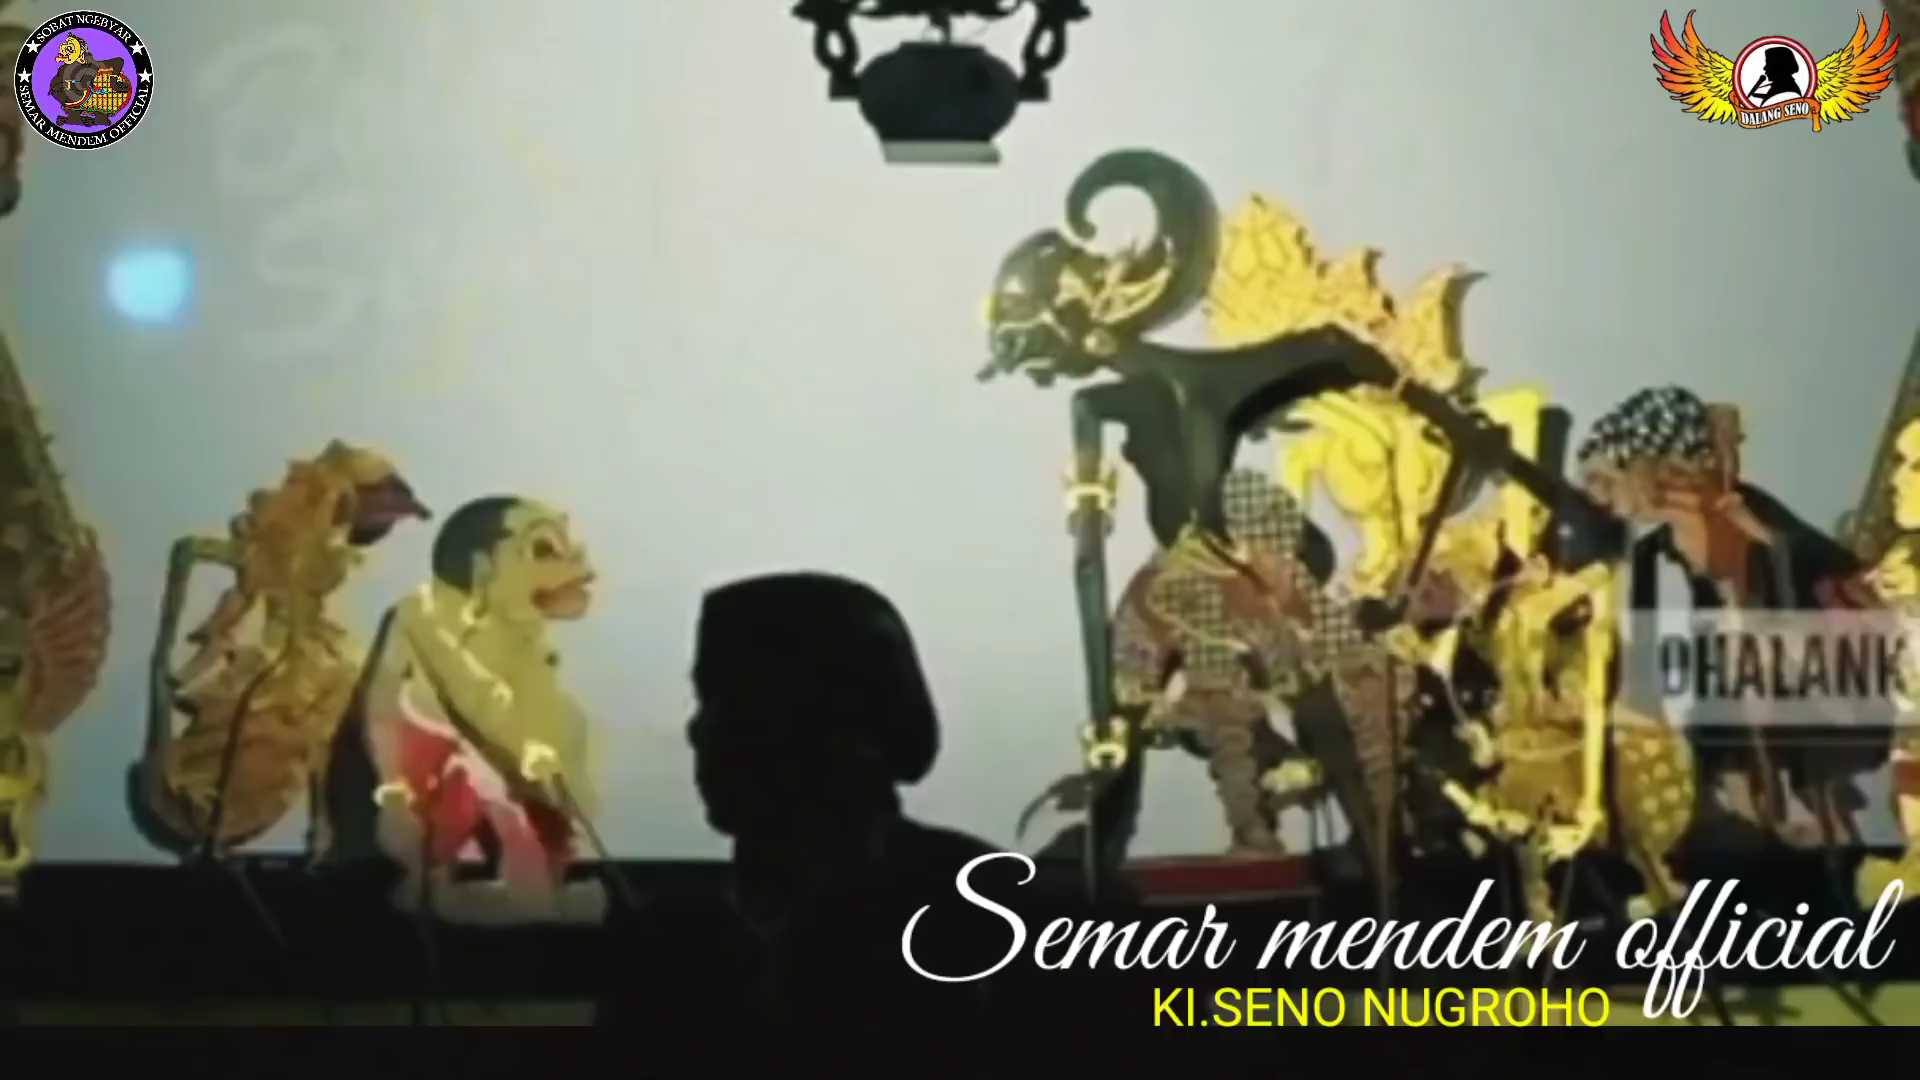 SOBAT NGEBYAR
SEMAR MENDEM OFFICIAL
DALANG SENO
DHALANK
Semar mendem official
KI.SENO NUGROHO